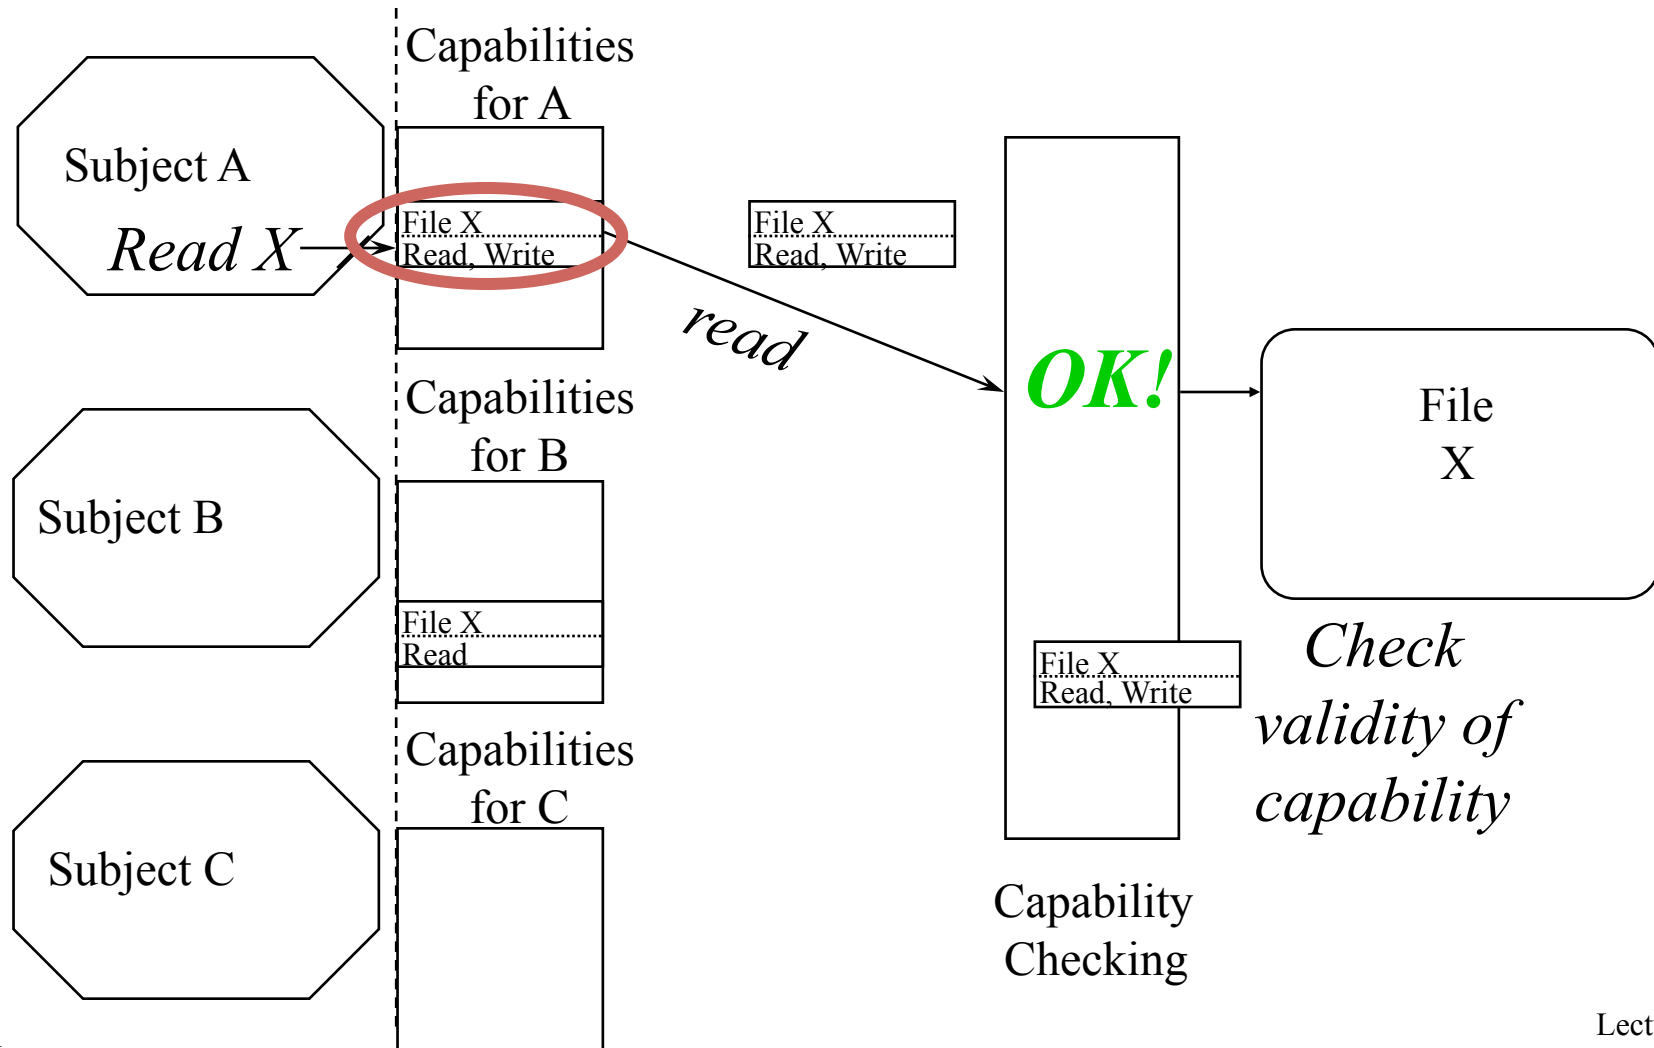 Capabilities
for A
Subject A
Read X
File X
Read, Write
File X
Read, Write
read
OK!
File
X
Capabilities
for B
Subject B
File X
Read
File X
Read, Write
Check
validity of
capability
Capabilities
for C
Subject C
Capability
Checking
Lect